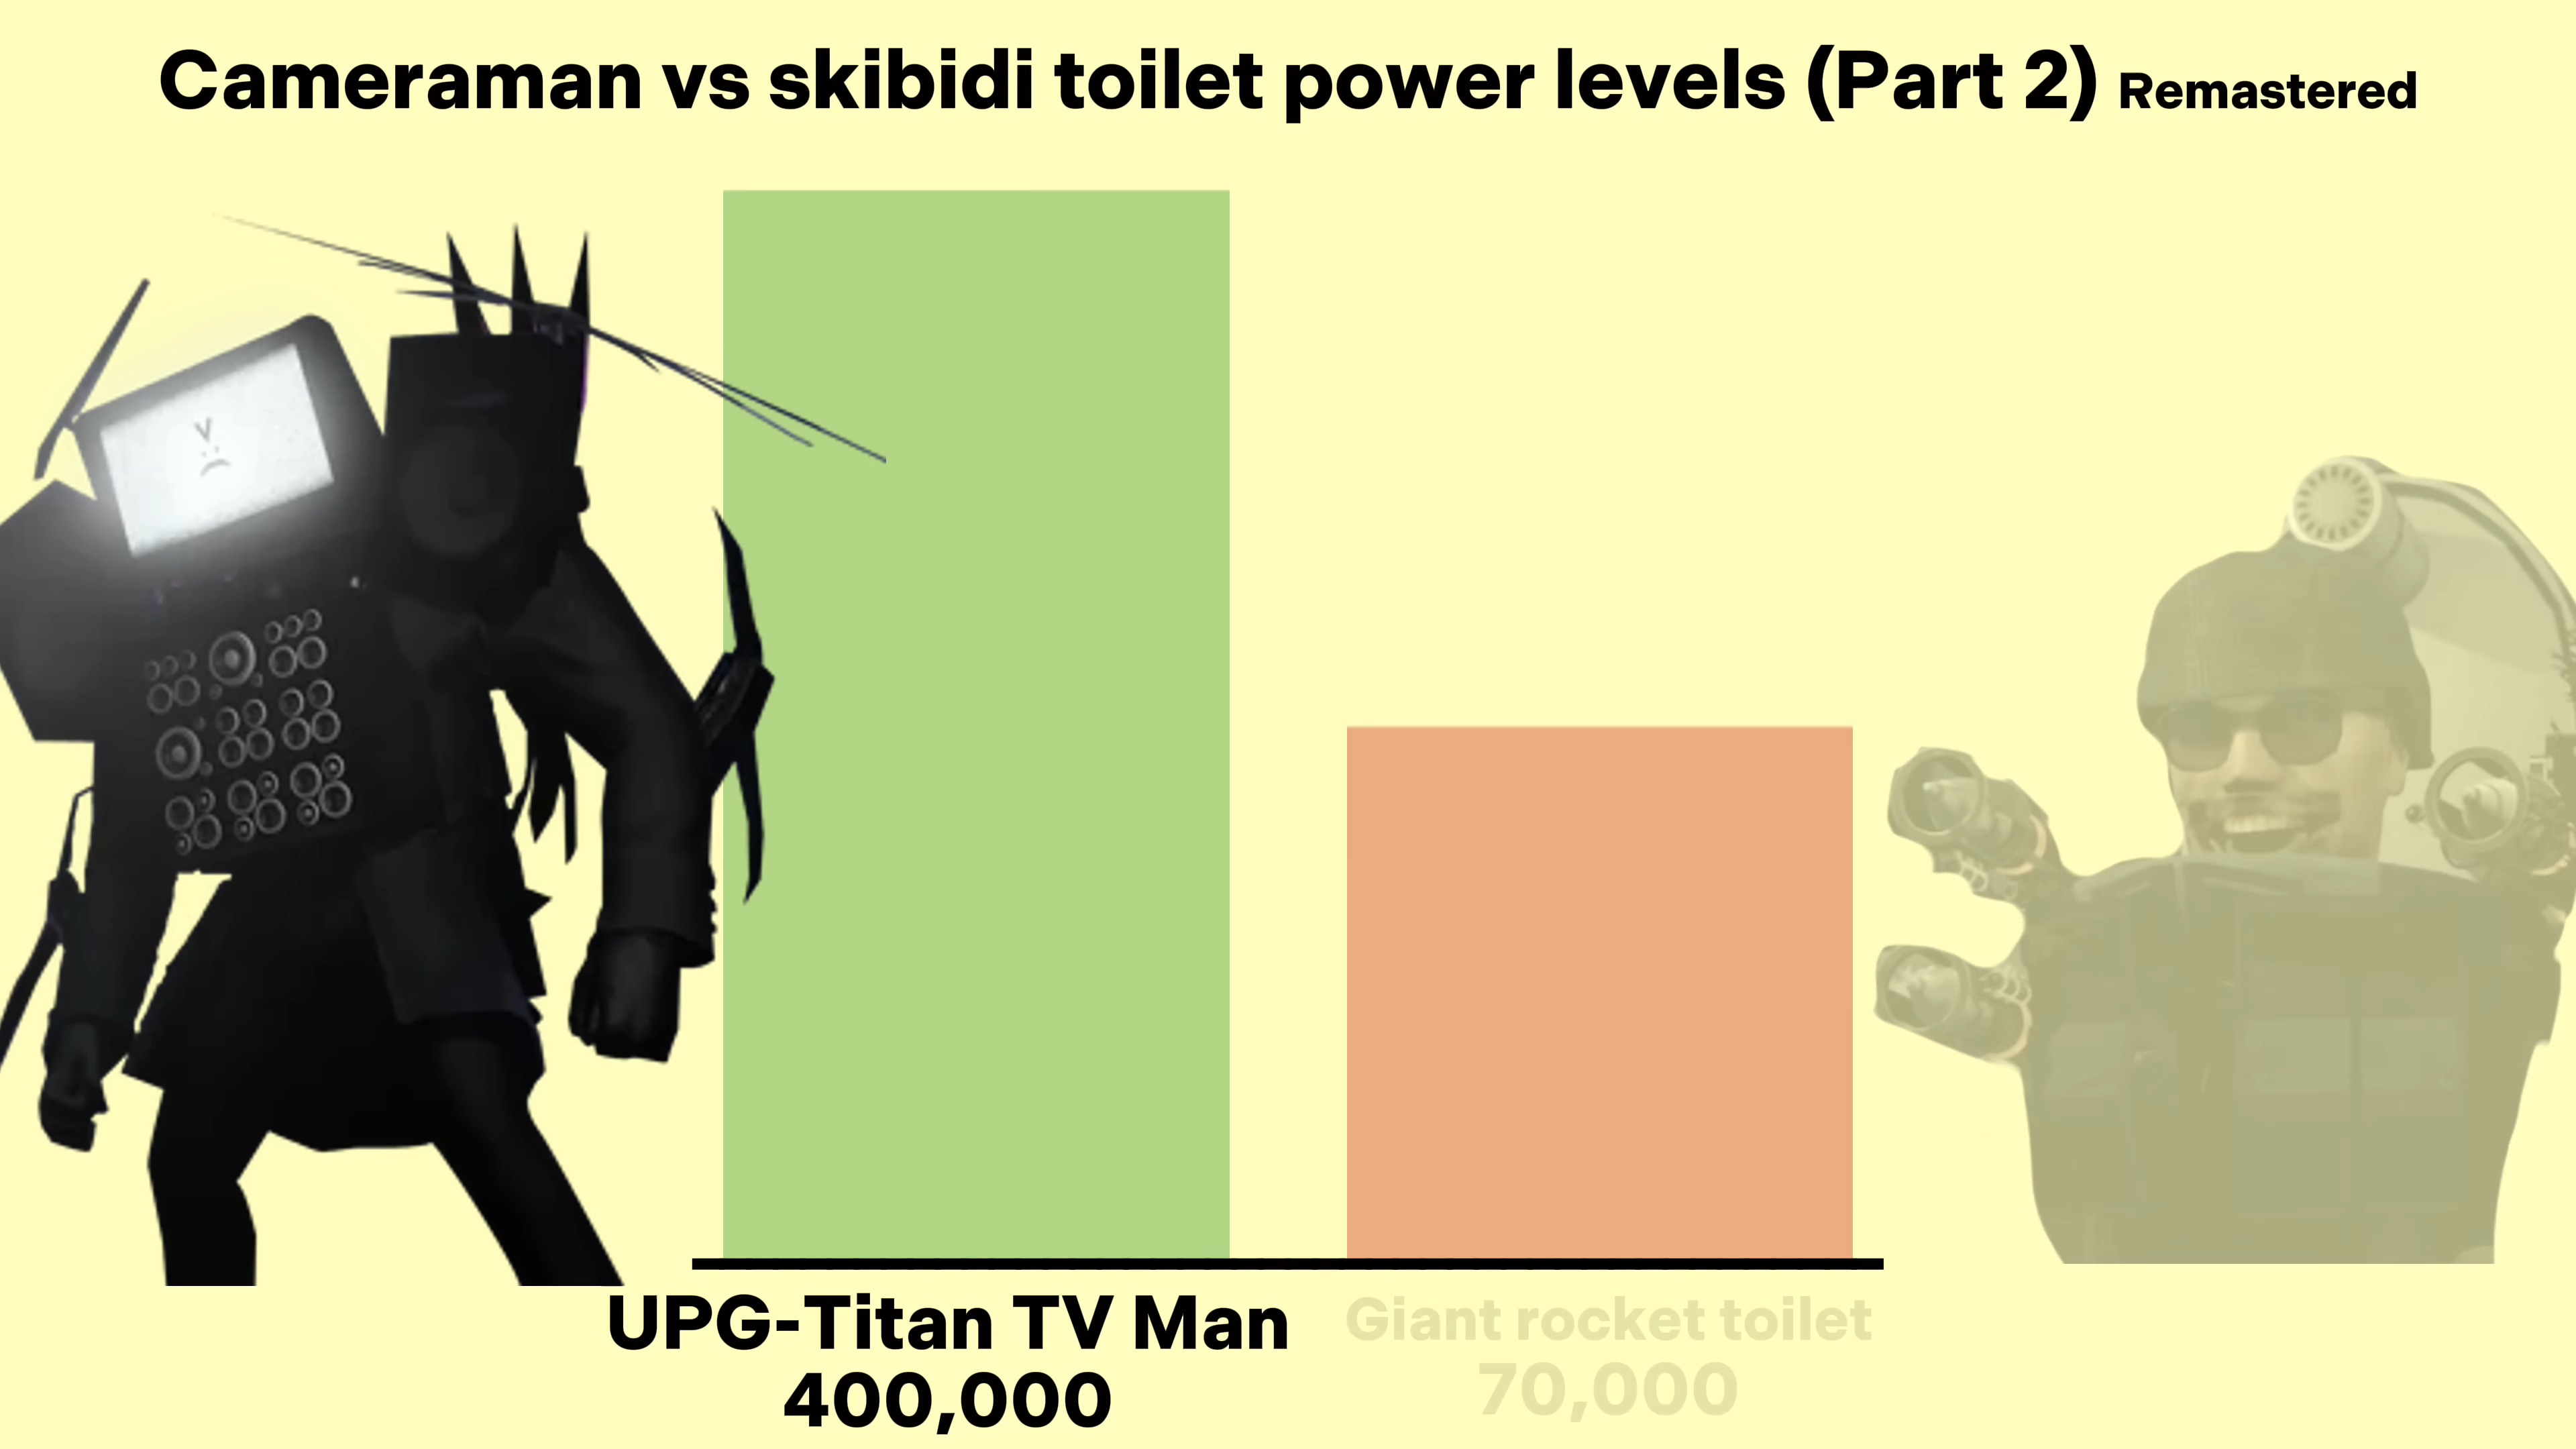 Cameraman vs skibidi toilet power levels (Part 2) Remastered
UPG-Titan TV Man
400,000
Giant rocket toilet
70,000